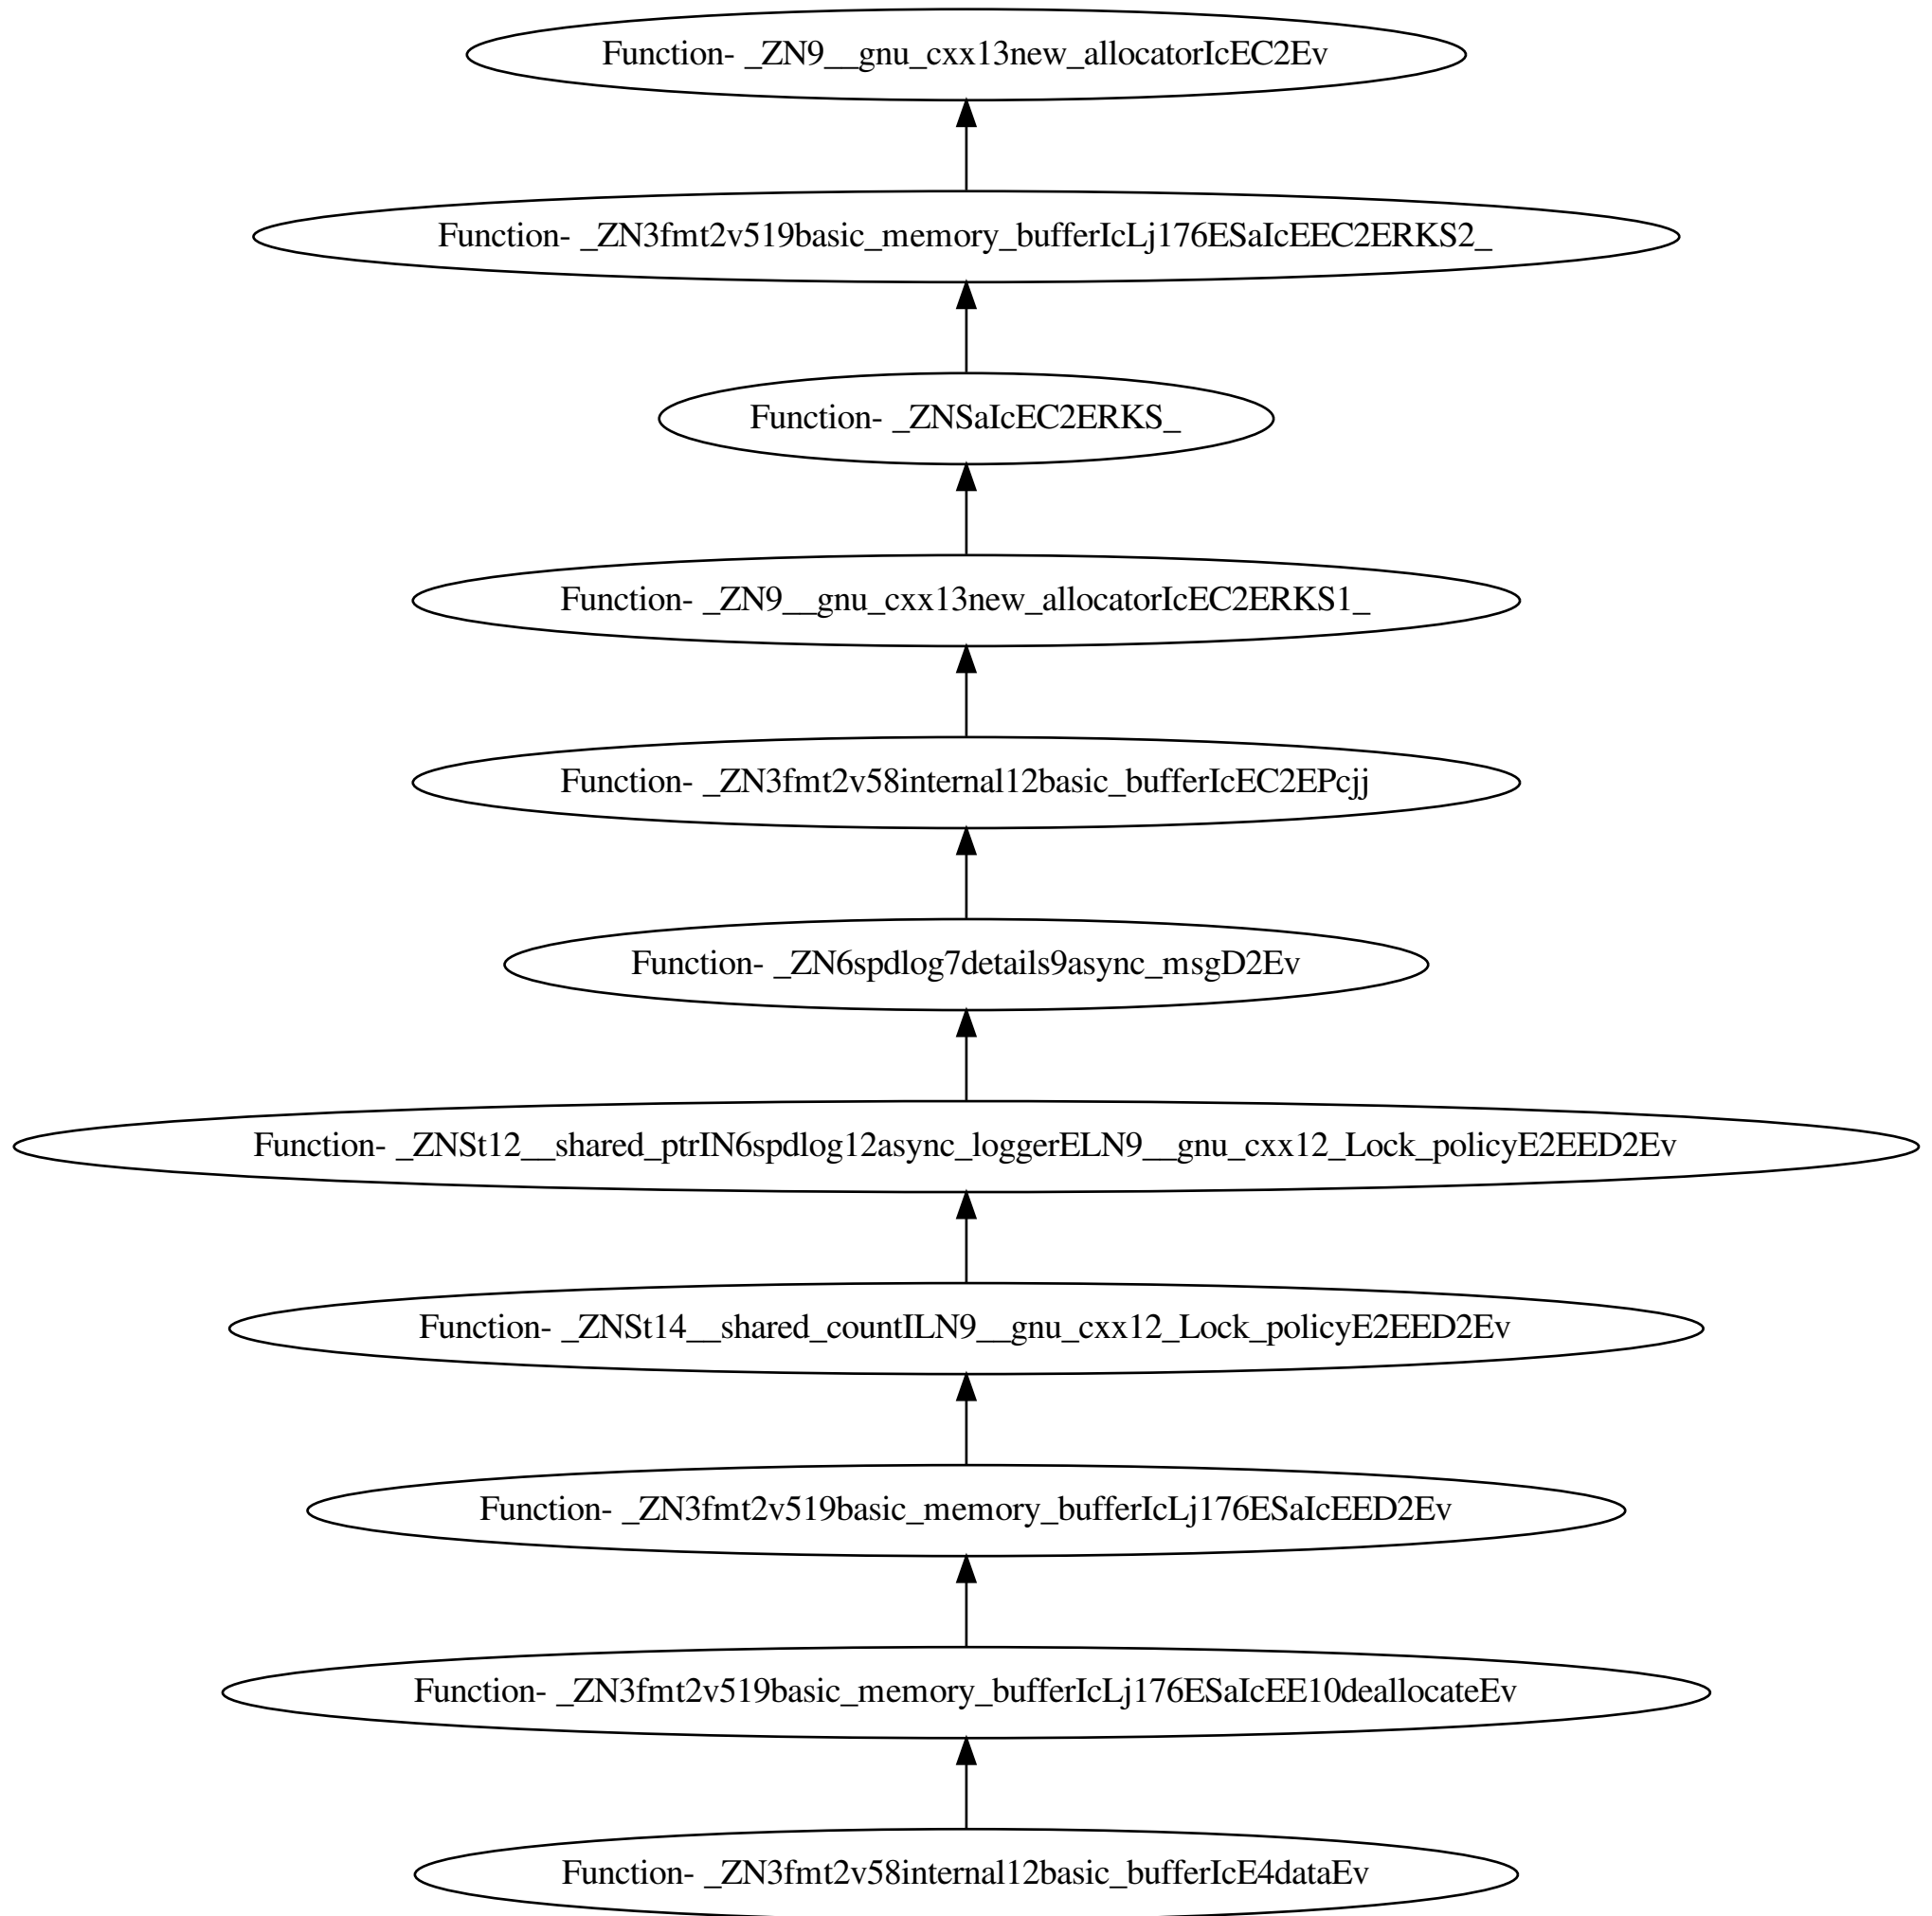 Function- _ZN9__gnu_cxx13new_allocatorIcEC2Ev
Function- _ZN3fmt2v519basic_memory_bufferIcLj176ESaIcEEC2ERKS2_
Function- _ZNSaIcEC2ERKS_
Function- _ZN9__gnu_cxx13new_allocatorIcEC2ERKS1_
Function- _ZN3fmt2v58internal12basic_bufferIcEC2EPcjj
Function- _ZN6spdlog7details9async_msgD2Ev
Function- _ZNSt12__shared_ptrIN6spdlog12async_loggerELN9__gnu_cxx12_Lock_policyE2EED2Ev
Function- _ZNSt14__shared_countILN9__gnu_cxx12_Lock_policyE2EED2Ev
Function- _ZN3fmt2v519basic_memory_bufferIcLj176ESaIcEED2Ev
Function- _ZN3fmt2v519basic_memory_bufferIcLj176ESaIcEE10deallocateEv
Function- _ZN3fmt2v58internal12basic_bufferIcE4dataEv